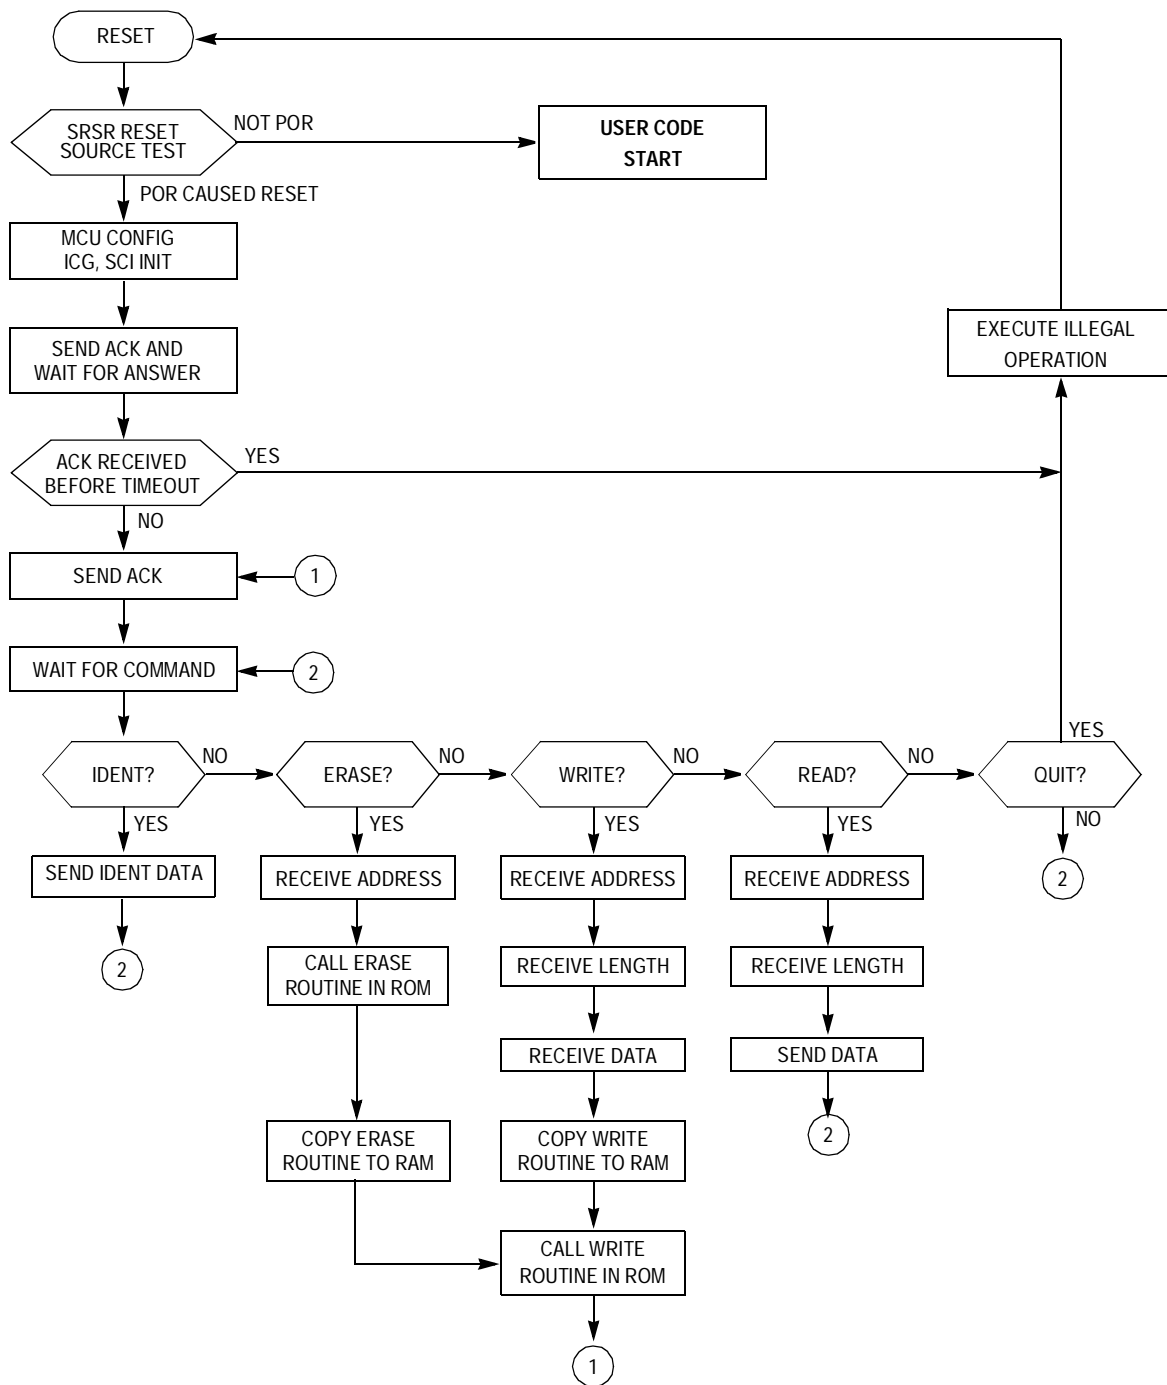 RESET
SRSR RESET
SOURCE TEST
NOT POR
USER CODE
START
POR CAUSED RESET
MCU CONFIG
ICG, SCI INIT
SEND ACK AND
WAIT FOR ANSWER
EXECUTE ILLEGAL
OPERATION
ACK RECEIVED
BEFORE TIMEOUT
YES
NO
SEND ACK
1
WAIT FOR COMMAND
2
IDENT?
NO
ERASE?
NO
WRITE?
NO
READ?
NO
QUIT?
YES
YES
YES
YES
YES
NO
SEND IDENT DATA
RECEIVE ADDRESS
RECEIVE ADDRESS
RECEIVE ADDRESS
2
2
CALL ERASE
ROUTINE IN ROM
RECEIVE LENGTH
RECEIVE LENGTH
RECEIVE DATA
SEND DATA
COPY ERASE
ROUTINE TO RAM
COPY WRITE
ROUTINE TO RAM
2
CALL WRITE
ROUTINE IN ROM
1